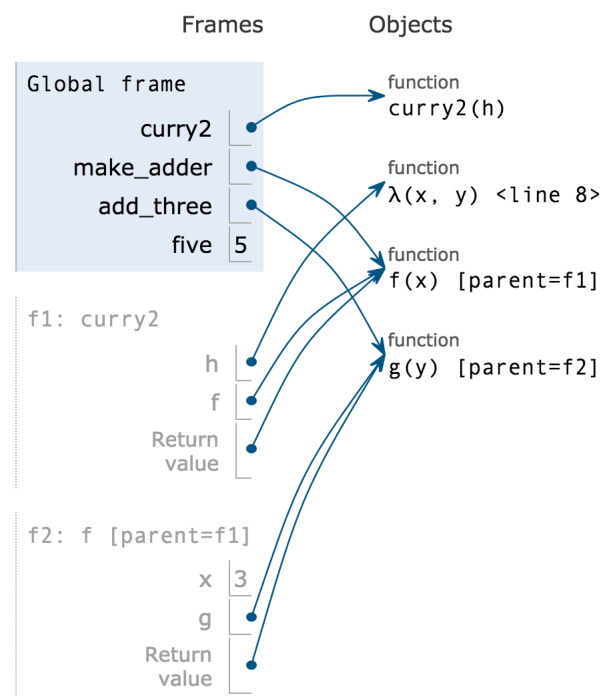 Frames
Objects
Global frame
curry2
make_adder
add_three
five 5
function
curry2(h)
function
λ(x, y) <line 8>
function
f(x) [parent=f1]
function
g(y) [parent=f2]
f1: curry2
h
f
Return
value
f2: f [parent=f1]
x 3
g
Return
value